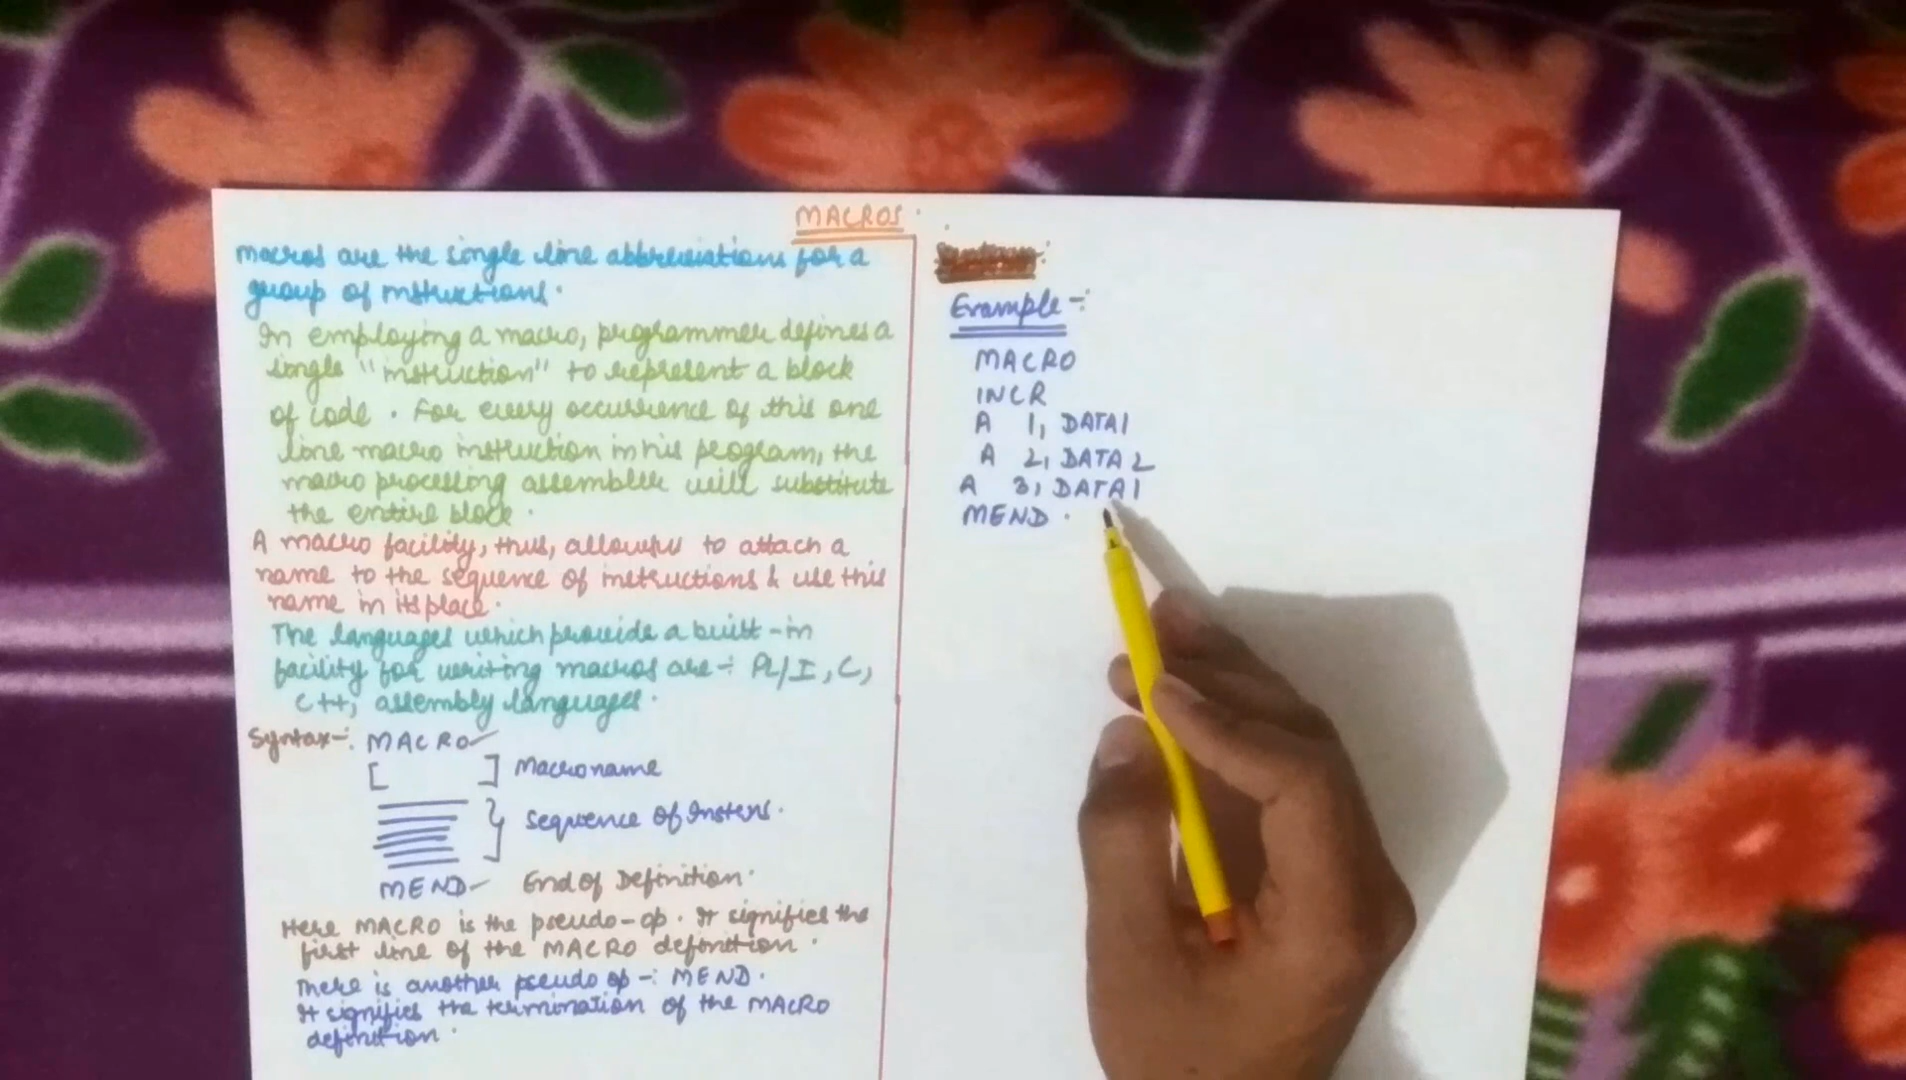 MACROS.
Macros are the single line abbreviations for a
group of instructions.
In employing a macro, programmer defines a
single "instruction" to represent a block
of code. For every occurrence of this one
line macro instruction in his program, the
macro processing assembler will substitute
the entire block.
A macro facility, thus, allows to attach a
name to the sequence of instructions & use this
name in its place.
The languages which provide a built-in
facility for writing macros are -: PL/I, C,
C++, assembly languages.
Syntax-: MACRO
[ ] Macroname
} sequence of Instrns.
MEND End of Definition.
Here MACRO is the pseudo-op. It signifies the
first line of the MACRO definition.
There is another pseudo op -: MEND.
It signifies the termination of the MACRO
definition.
Example -:
MACRO
INCR
A 1, DATA1
A 2, DATA2
A 3, DATA1
MEND.